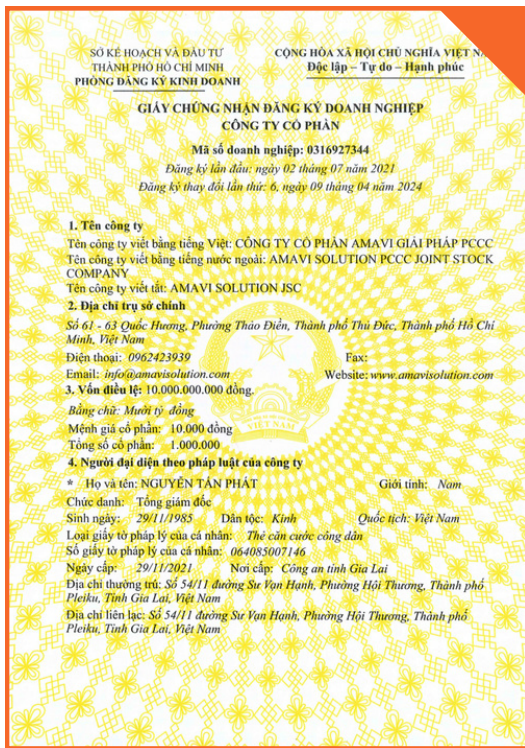 SỞ KẾ HOẠCH VÀ ĐẦU TƯ
THÀNH PHỐ HỒ CHÍ MINH
PHÒNG ĐĂNG KÝ KINH DOANH
CỘNG HÒA XÃ HỘI CHỦ NGHĨA VIỆT NA
Độc lập – Tự do – Hạnh phúc
GIẤY CHỨNG NHẬN ĐĂNG KÝ DOANH NGHIỆP
CÔNG TY CỔ PHẦN
Mã số doanh nghiệp: 0316927344
Đăng ký lần đầu: ngày 02 tháng 07 năm 2021
Đăng ký thay đổi lần thứ: 6, ngày 09 tháng 04 năm 2024
1. Tên công ty
Tên công ty viết bằng tiếng Việt: CÔNG TY CỔ PHẦN AMAVI GIẢI PHÁP PCCC
Tên công ty viết bằng tiếng nước ngoài: AMAVI SOLUTION PCCC JOINT STOCK
COMPANY
Tên công ty viết tắt: AMAVI SOLUTION JSC
2. Địa chỉ trụ sở chính
Số 61 - 63 Quốc Hương, Phường Thảo Điền, Thành phố Thủ Đức, Thành phố Hồ Chí
Minh, Việt Nam
Điện thoại: 0962423939 Fax:
Email: info@amavisolution.com Website: www.amavisolution.com
3. Vốn điều lệ: 10.000.000.000 đồng.
Bằng chữ: Mười tỷ đồng
Mệnh giá cổ phần: 10.000 đồng
Tổng số cổ phần: 1.000.000
4. Người đại diện theo pháp luật của công ty
* Họ và tên: NGUYỄN TẤN PHÁT Giới tính: Nam
Chức danh: Tổng giám đốc
Sinh ngày: 29/11/1985 Dân tộc: Kinh Quốc tịch: Việt Nam
Loại giấy tờ pháp lý của cá nhân: Thẻ căn cước công dân
Số giấy tờ pháp lý của cá nhân: 064085007146
Ngày cấp: 29/11/2021 Nơi cấp: Công an tỉnh Gia Lai
Địa chỉ thường trú: Số 54/11 đường Sư Vạn Hạnh, Phường Hội Thương, Thành phố
Pleiku, Tỉnh Gia Lai, Việt Nam
Địa chỉ liên lạc: Số 54/11 đường Sư Vạn Hạnh, Phường Hội Thương, Thành phố
Pleiku, Tỉnh Gia Lai, Việt Nam
VIỆT NAM